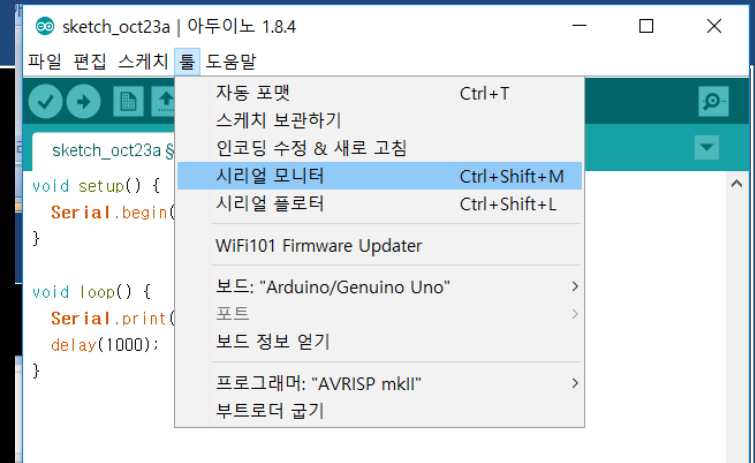 sketch_oct23a | 아두이노 1.8.4
파일 편집 스케치 툴 도움말
자동 포맷 Ctrl+T
스케치 보관하기
인코딩 수정 & 새로 고침
시리얼 모니터 Ctrl+Shift+M
시리얼 플로터 Ctrl+Shift+L
WiFi101 Firmware Updater
보드: "Arduino/Genuino Uno"
포트
보드 정보 얻기
프로그래머: "AVRISP mkII"
부트로더 굽기
sketch_oct23a §
void setup() {
Serial.begin(
}
void loop() {
Serial.print(
delay(1000);
}